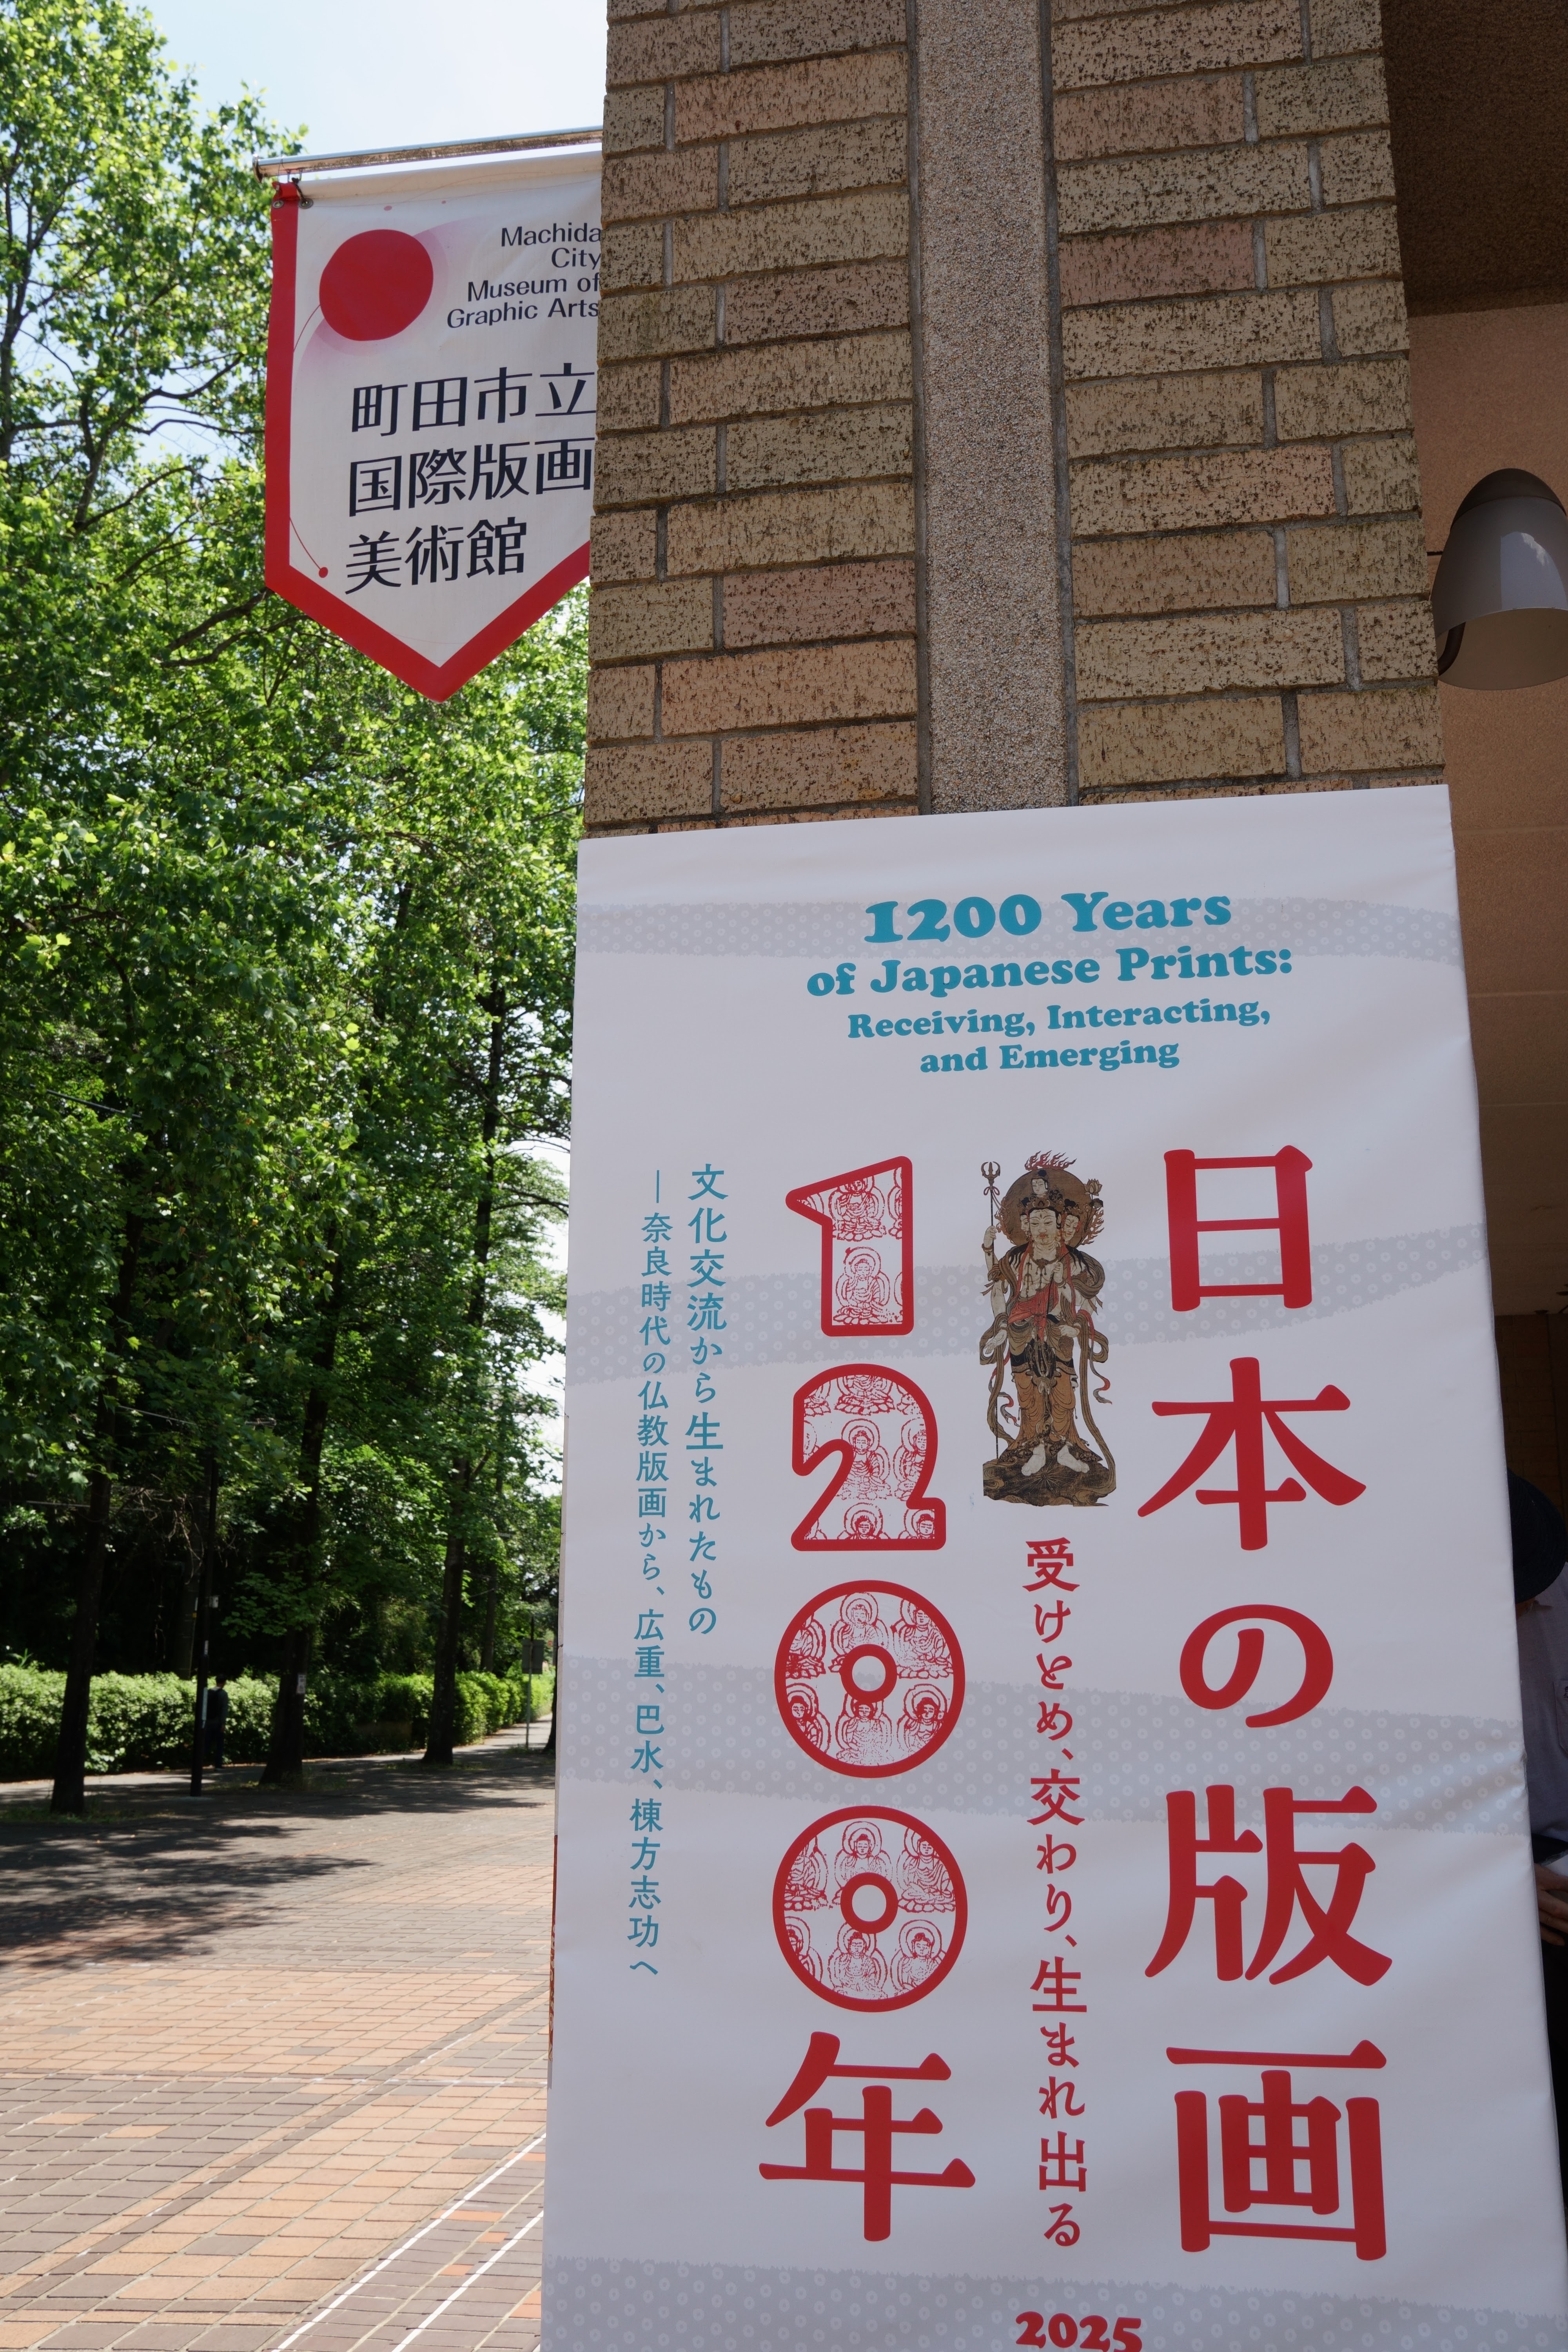 Machida
City
Museum of
Graphic Arts
町田市立
国際版画
美術館
1200 Years
of Japanese Prints:
Receiving, Interacting,
and Emerging
日本の版画
受けとめ、交わり、生まれ出る
1200年
文化交流から生まれたもの
―奈良時代の仏教版画から、広重、巴水、棟方志功へ
2025